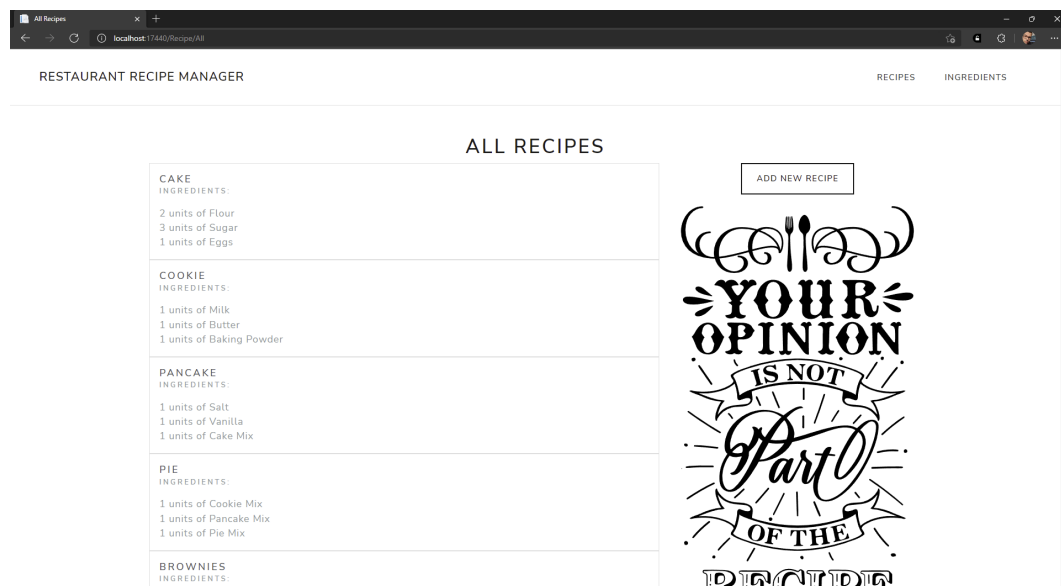 All Recipes
localhost:17440/Recipe/All
RESTAURANT RECIPE MANAGER
RECIPES
INGREDIENTS
ALL RECIPES
CAKE
INGREDIENTS:
2 units of Flour
3 units of Sugar
1 units of Eggs
COOKIE
INGREDIENTS:
1 units of Milk
1 units of Butter
1 units of Baking Powder
PANCAKE
INGREDIENTS:
1 units of Salt
1 units of Vanilla
1 units of Cake Mix
PIE
INGREDIENTS:
1 units of Cookie Mix
1 units of Pancake Mix
1 units of Pie Mix
BROWNIES
INGREDIENTS:
ADD NEW RECIPE
YOUR
OPINION
IS NOT
Part
OF THE
RECIPE